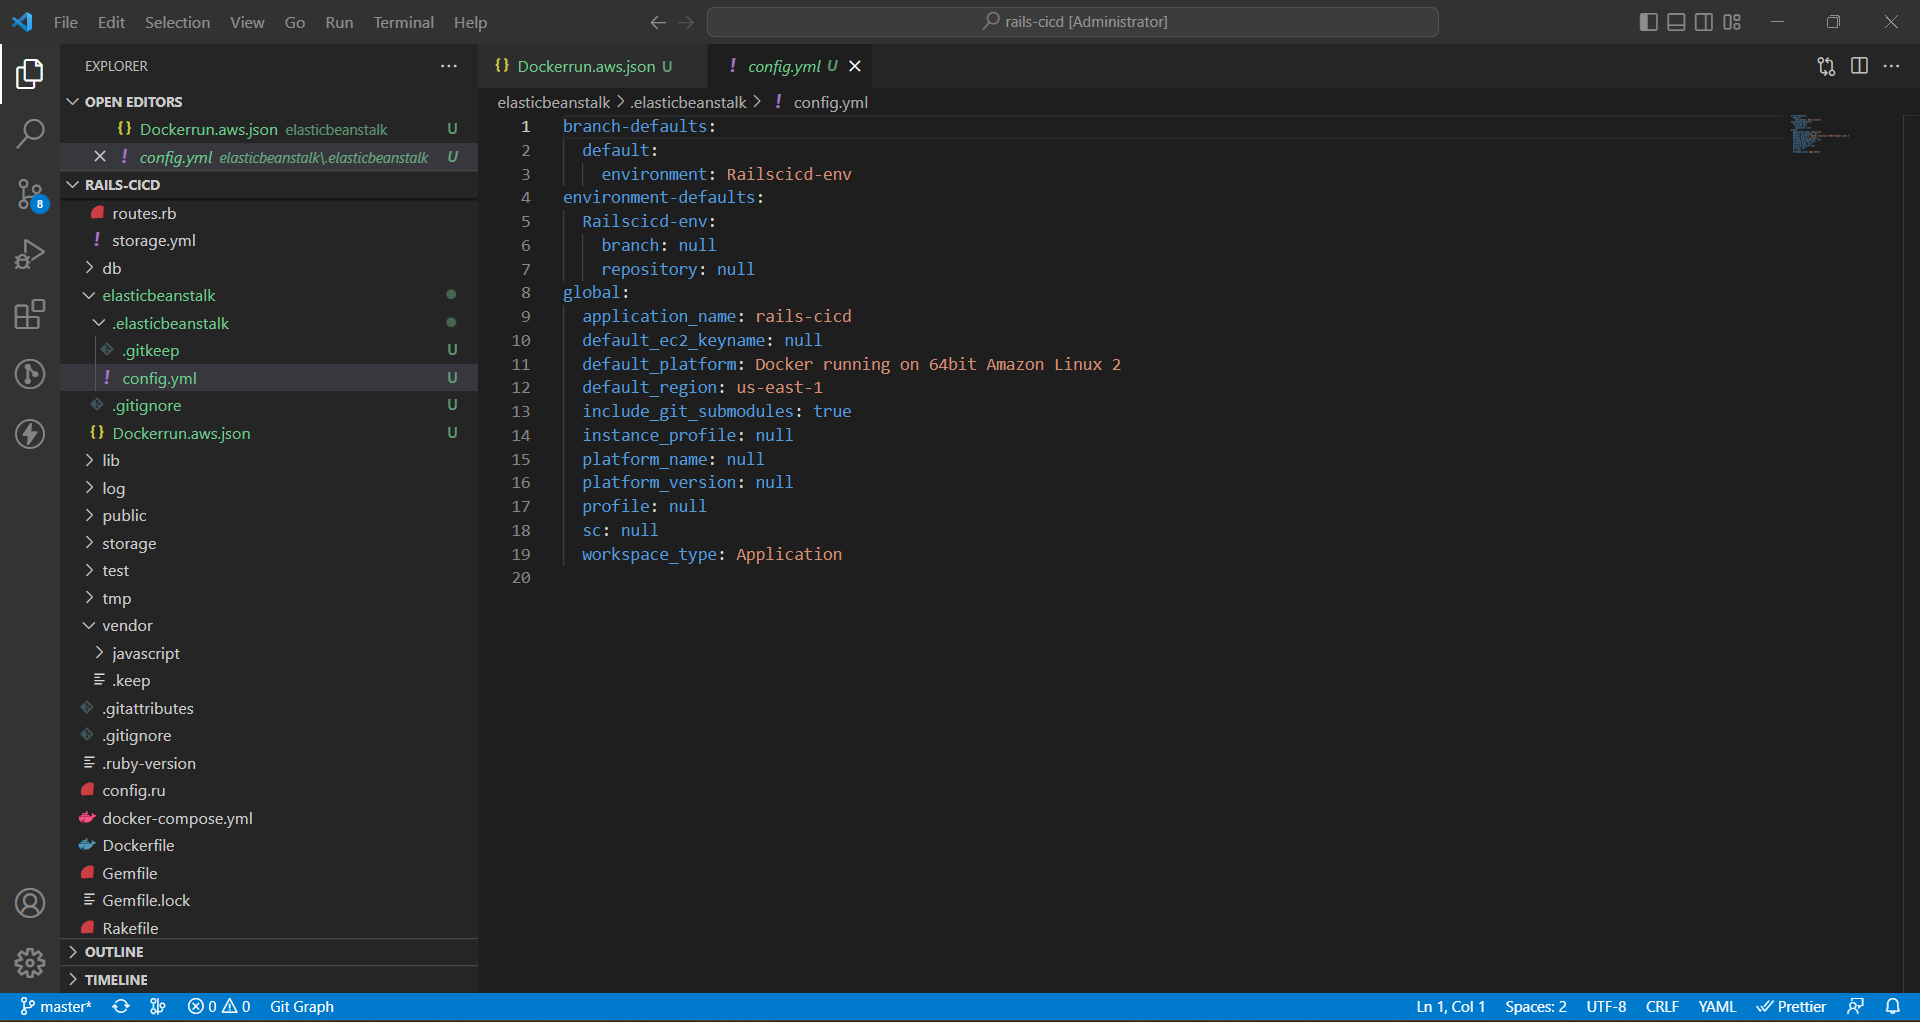 File Edit Selection View Go Run Terminal Help
rails-cicd [Administrator]
EXPLORER
OPEN EDITORS
Dockerrun.aws.json elasticbeanstalk U
config.yml elasticbeanstalk\.elasticbeanstalk U
RAILS-CICD
routes.rb
storage.yml
db
elasticbeanstalk
.elasticbeanstalk
.gitkeep U
config.yml U
.gitignore U
Dockerrun.aws.json U
lib
log
public
storage
test
tmp
vendor
javascript
.keep
.gitattributes
.gitignore
.ruby-version
config.ru
docker-compose.yml
Dockerfile
Gemfile
Gemfile.lock
Rakefile
OUTLINE
TIMELINE
8
Dockerrun.aws.json U
config.yml U
elasticbeanstalk > .elasticbeanstalk > ! config.yml
1 branch-defaults:
2 default:
3 environment: Railscicd-env
4 environment-defaults:
5 Railscicd-env:
6 branch: null
7 repository: null
8 global:
9 application_name: rails-cicd
10 default_ec2_keyname: null
11 default_platform: Docker running on 64bit Amazon Linux 2
12 default_region: us-east-1
13 include_git_submodules: true
14 instance_profile: null
15 platform_name: null
16 platform_version: null
17 profile: null
18 sc: null
19 workspace_type: Application
20
master* 0 0 Git Graph
Ln 1, Col 1 Spaces: 2 UTF-8 CRLF YAML Prettier